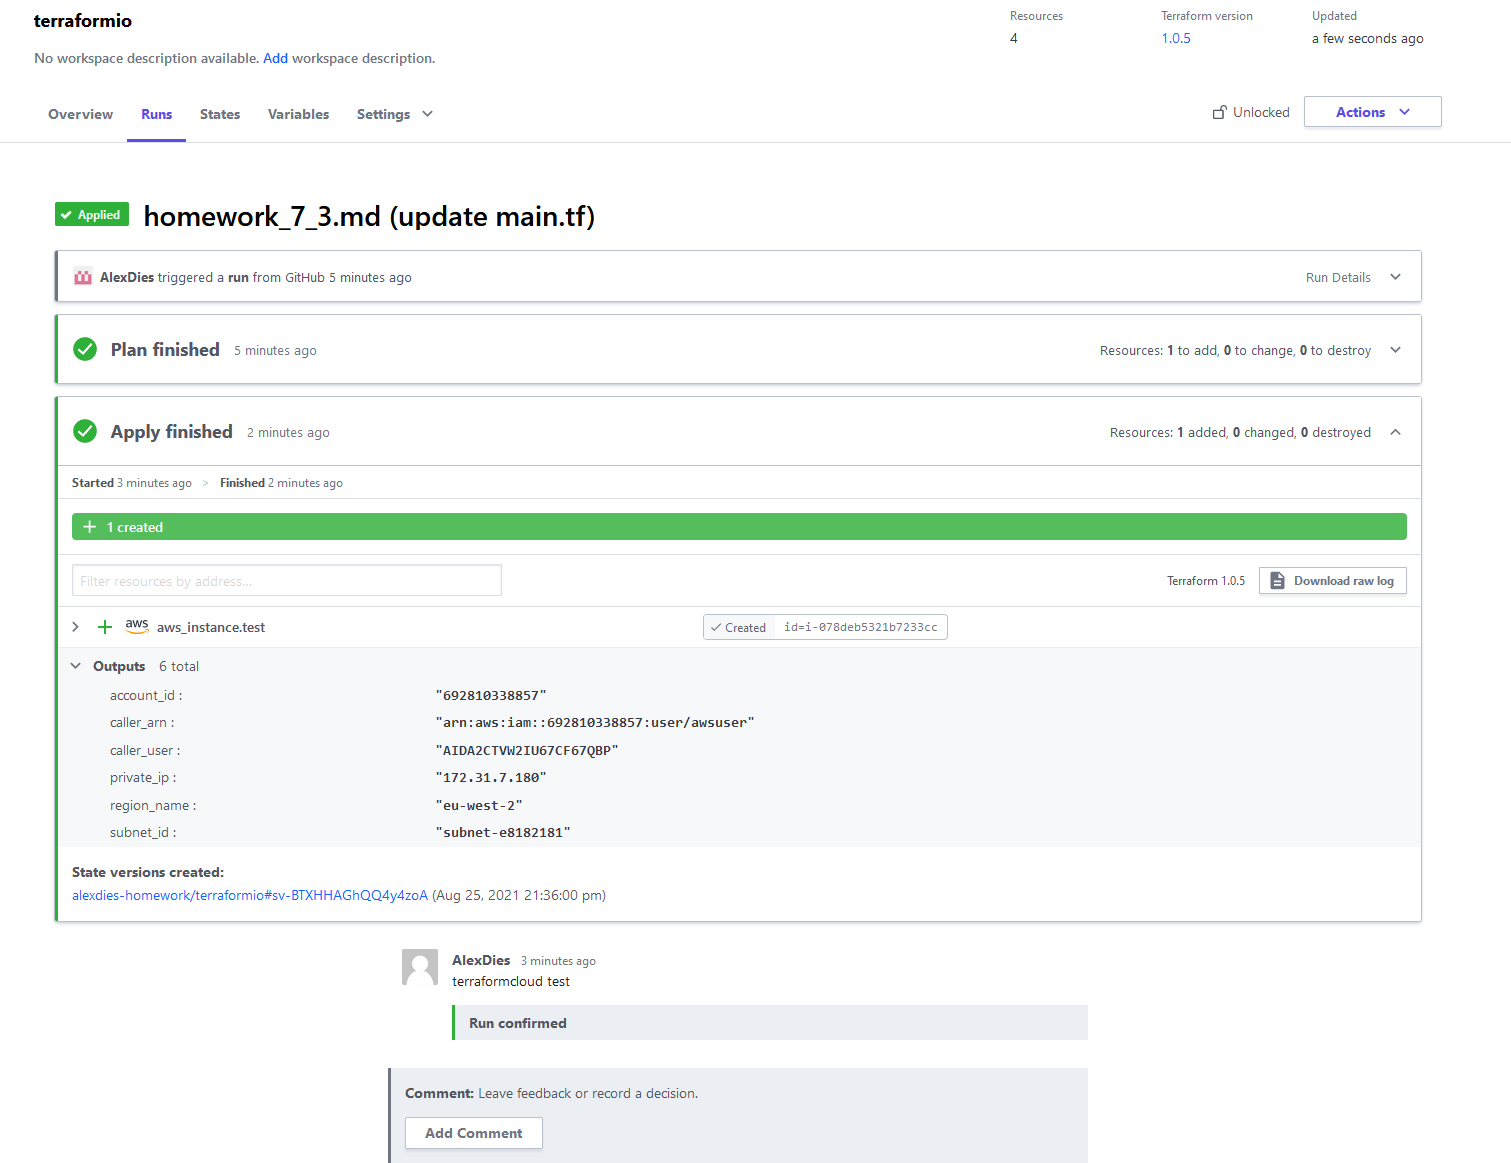 terraformio
Resources
4
Terraform version
1.0.5
Updated
a few seconds ago
No workspace description available. Add workspace description.
Overview
Runs
States
Variables
Settings
Unlocked
Actions
Applied
homework_7_3.md (update main.tf)
AlexDies triggered a run from GitHub 5 minutes ago
Run Details
Plan finished 5 minutes ago
Resources: 1 to add, 0 to change, 0 to destroy
Apply finished 2 minutes ago
Resources: 1 added, 0 changed, 0 destroyed
Started 3 minutes ago > Finished 2 minutes ago
+ 1 created
Filter resources by address...
Terraform 1.0.5
Download raw log
aws aws_instance.test
Created id=i-078deb5321b7233cc
Outputs 6 total
account_id : "692810338857"
caller_arn : "arn:aws:iam::692810338857:user/awsuser"
caller_user : "AIDA2CTVW2IU67CF67QBP"
private_ip : "172.31.7.180"
region_name : "eu-west-2"
subnet_id : "subnet-e8182181"
State versions created:
alexdies-homework/terraformio#sv-BTXHHAGhQQ4y4zoA (Aug 25, 2021 21:36:00 pm)
AlexDies 3 minutes ago
terraformcloud test
Run confirmed
Comment: Leave feedback or record a decision.
Add Comment